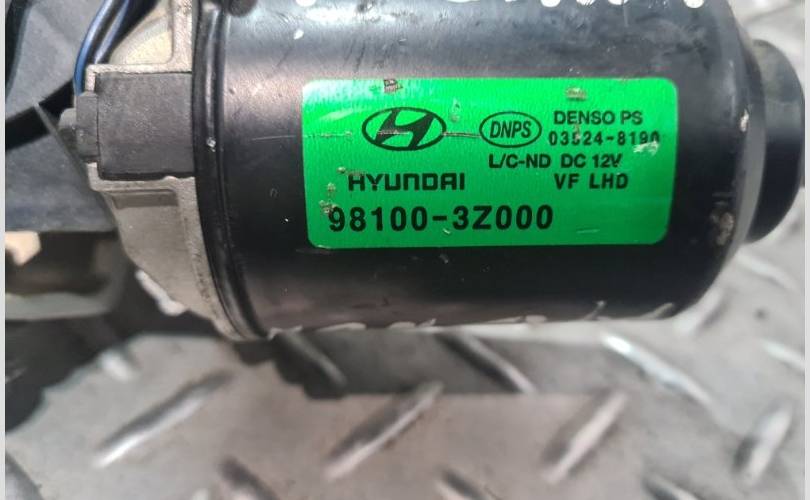 DNPS
DENSO PS
03524-8190
L/C-ND DC 12V
HYUNDAI
VF LHD
98100-3Z000